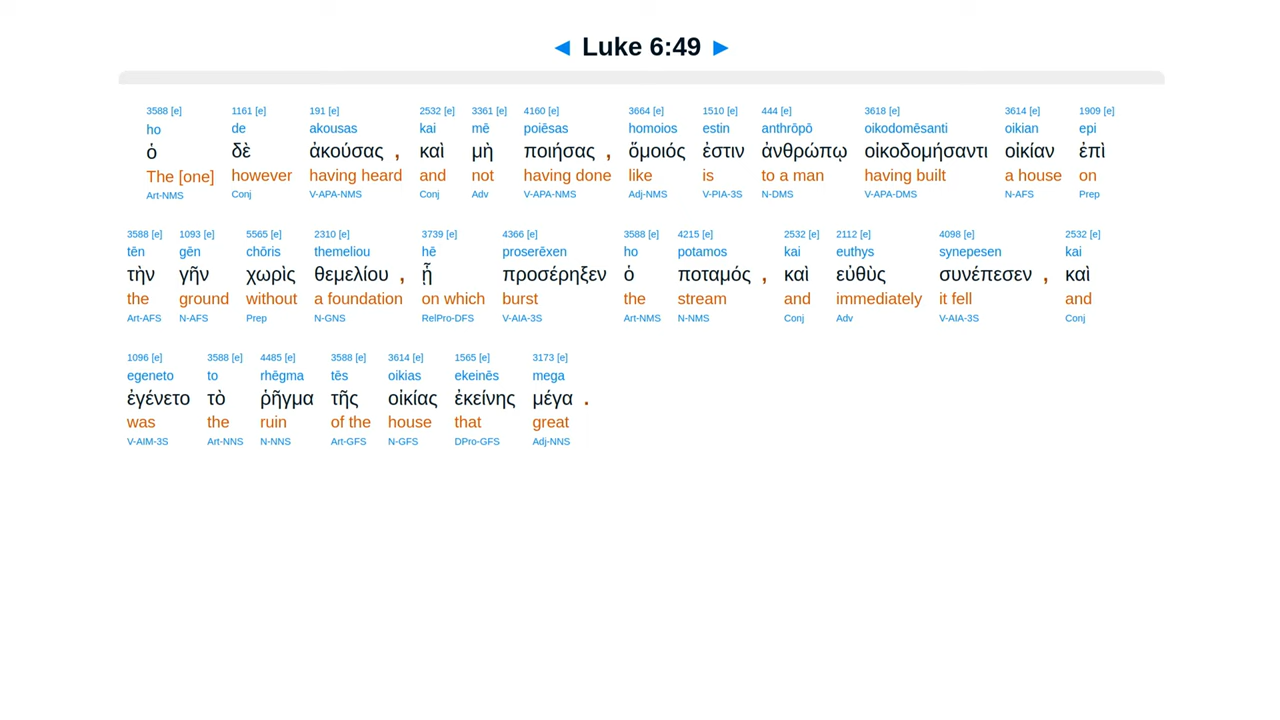 ◄ Luke 6:49 ►
3588 [e] 1161 [e] 191 [e] 2532 [e] 3361 [e] 4160 [e] 3664 [e] 1510 [e] 444 [e] 3618 [e] 3614 [e] 1909 [e]
ho de akousas kai mē poiēsas homoios estin anthrōpō oikodomēsanti oikian epi
ὁ δὲ ἀκούσας , καὶ μὴ ποιήσας , ὅμοιός ἐστιν ἀνθρώπῳ οἰκοδομήσαντι οἰκίαν ἐπὶ
The [one] however having heard and not having done like is to a man having built a house on
Art-NMS Conj V-APA-NMS Conj Adv V-APA-NMS Adj-NMS V-PIA-3S N-DMS V-APA-DMS N-AFS Prep
3588 [e] 1093 [e] 5565 [e] 2310 [e] 3739 [e] 4366 [e] 3588 [e] 4215 [e] 2532 [e] 2112 [e] 4098 [e] 2532 [e]
tēn gēn chōris themeliou hē proserēxen ho potamos kai euthys synepesen kai
τὴν γῆν χωρὶς θεμελίου , ᾗ προσέρηξεν ὁ ποταμός , καὶ εὐθὺς συνέπεσεν , καὶ
the ground without a foundation on which burst the stream and immediately it fell and
Art-AFS N-AFS Prep N-GNS RelPro-DFS V-AIA-3S Art-NMS N-NMS Conj Adv V-AIA-3S Conj
1096 [e] 3588 [e] 4485 [e] 3588 [e] 3614 [e] 1565 [e] 3173 [e]
egeneto to rhēgma tēs oikias ekeinēs mega
ἐγένετο τὸ ῥῆγμα τῆς οἰκίας ἐκείνης μέγα .
was the ruin of the house that great
V-AIM-3S Art-NNS N-NNS Art-GFS N-GFS DPro-GFS Adj-NNS